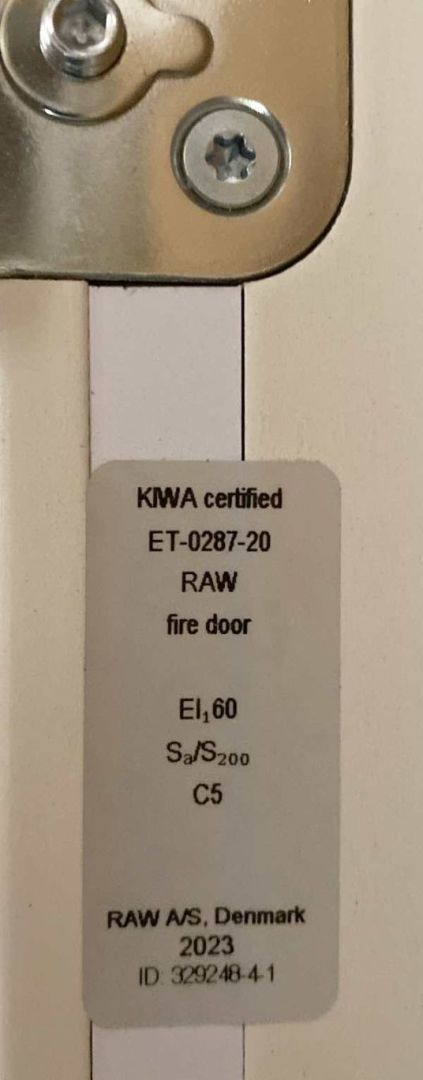 KIWA certified
ET-0287-20
RAW
fire door
EI₁60
Sₐ/S₂₀₀
C5
RAW A/S, Denmark
2023
ID: 329248-4-1